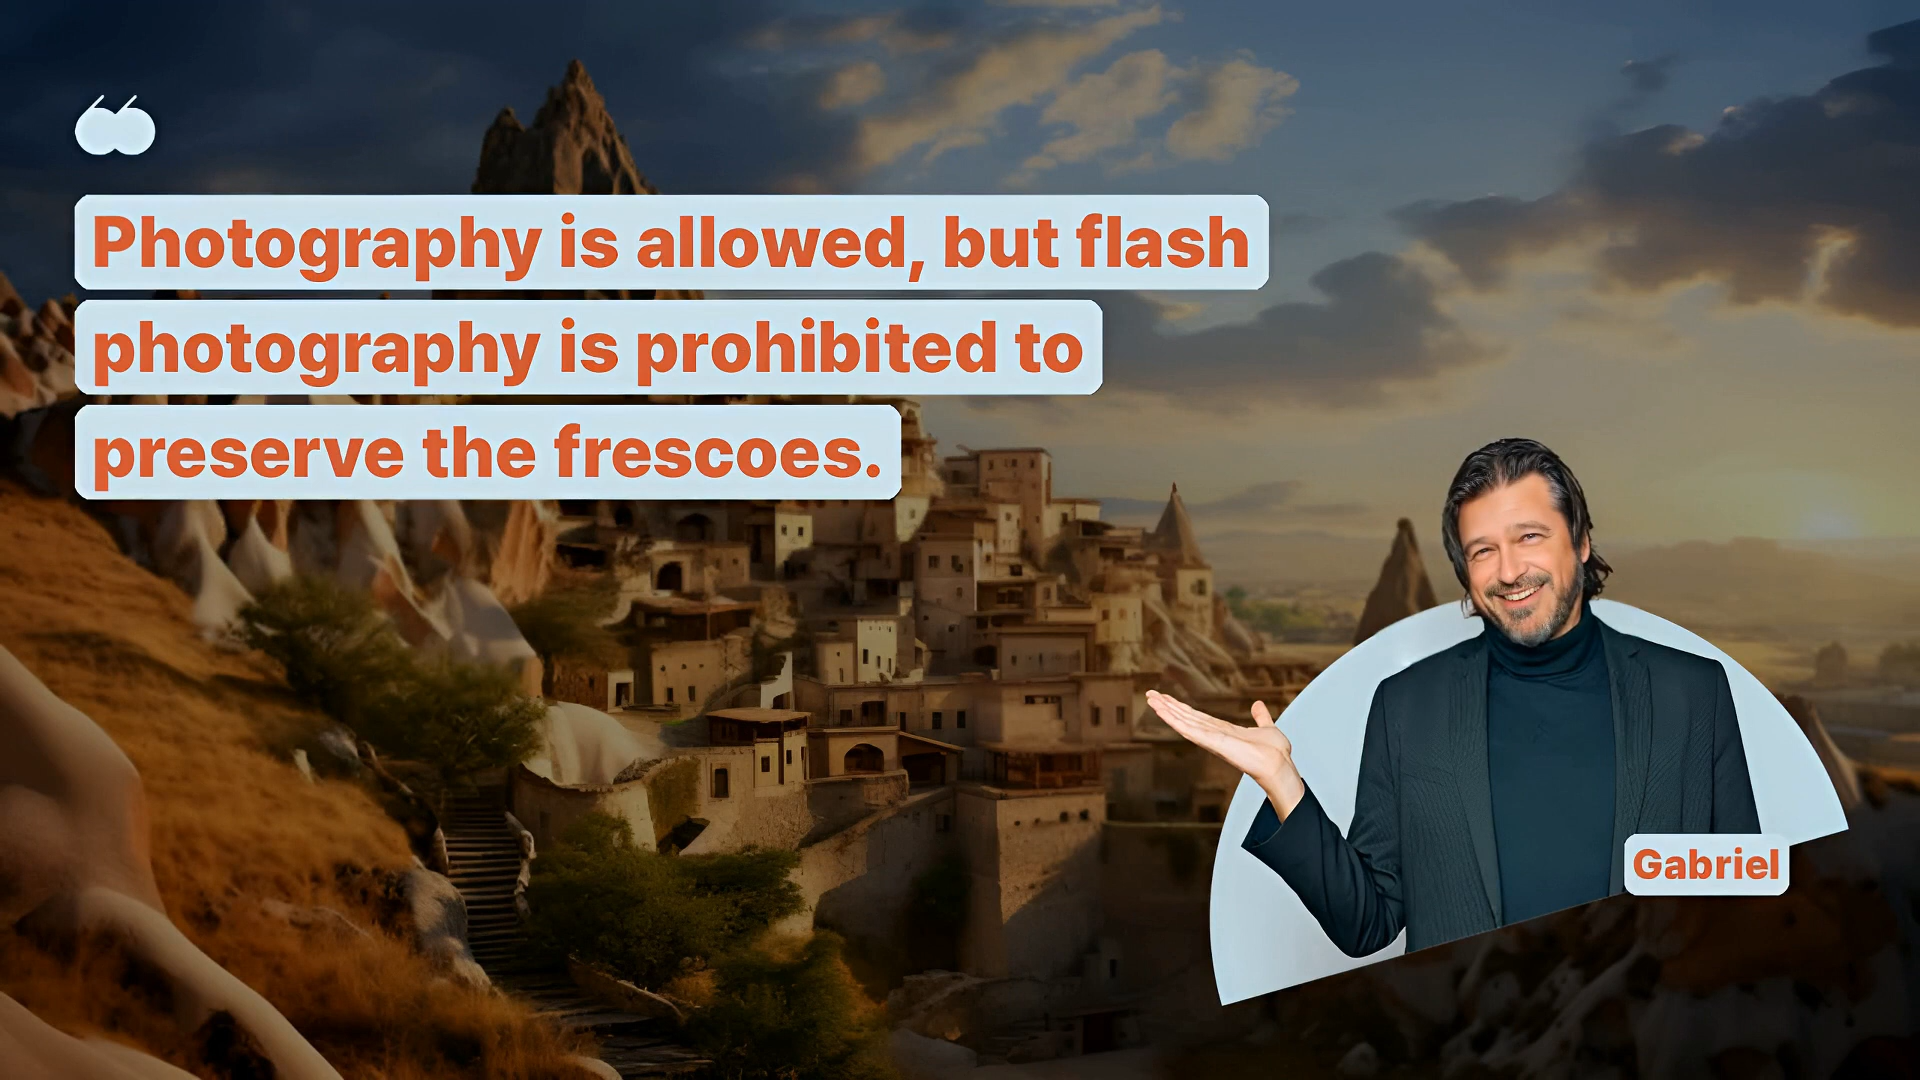 “
Photography is allowed, but flash
photography is prohibited to
preserve the frescoes.
Gabriel